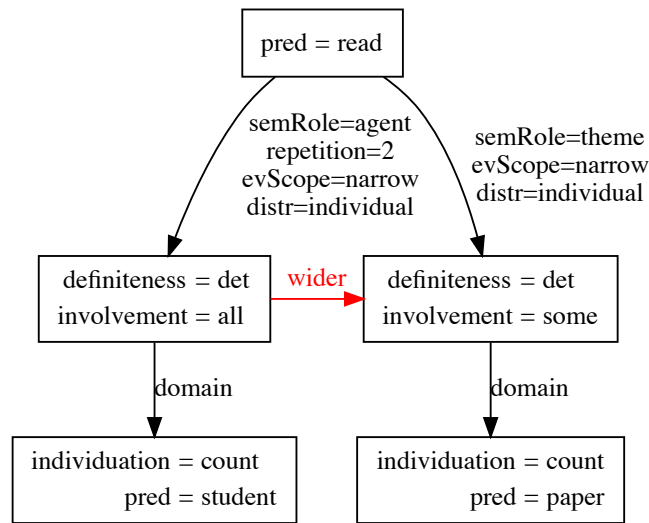 pred = read
semRole=agent
repetition=2
evScope=narrow
distr=individual
semRole=theme
evScope=narrow
distr=individual
definiteness = det
involvement = all
wider
definiteness = det
involvement = some
domain
domain
individuation = count
pred = student
individuation = count
pred = paper